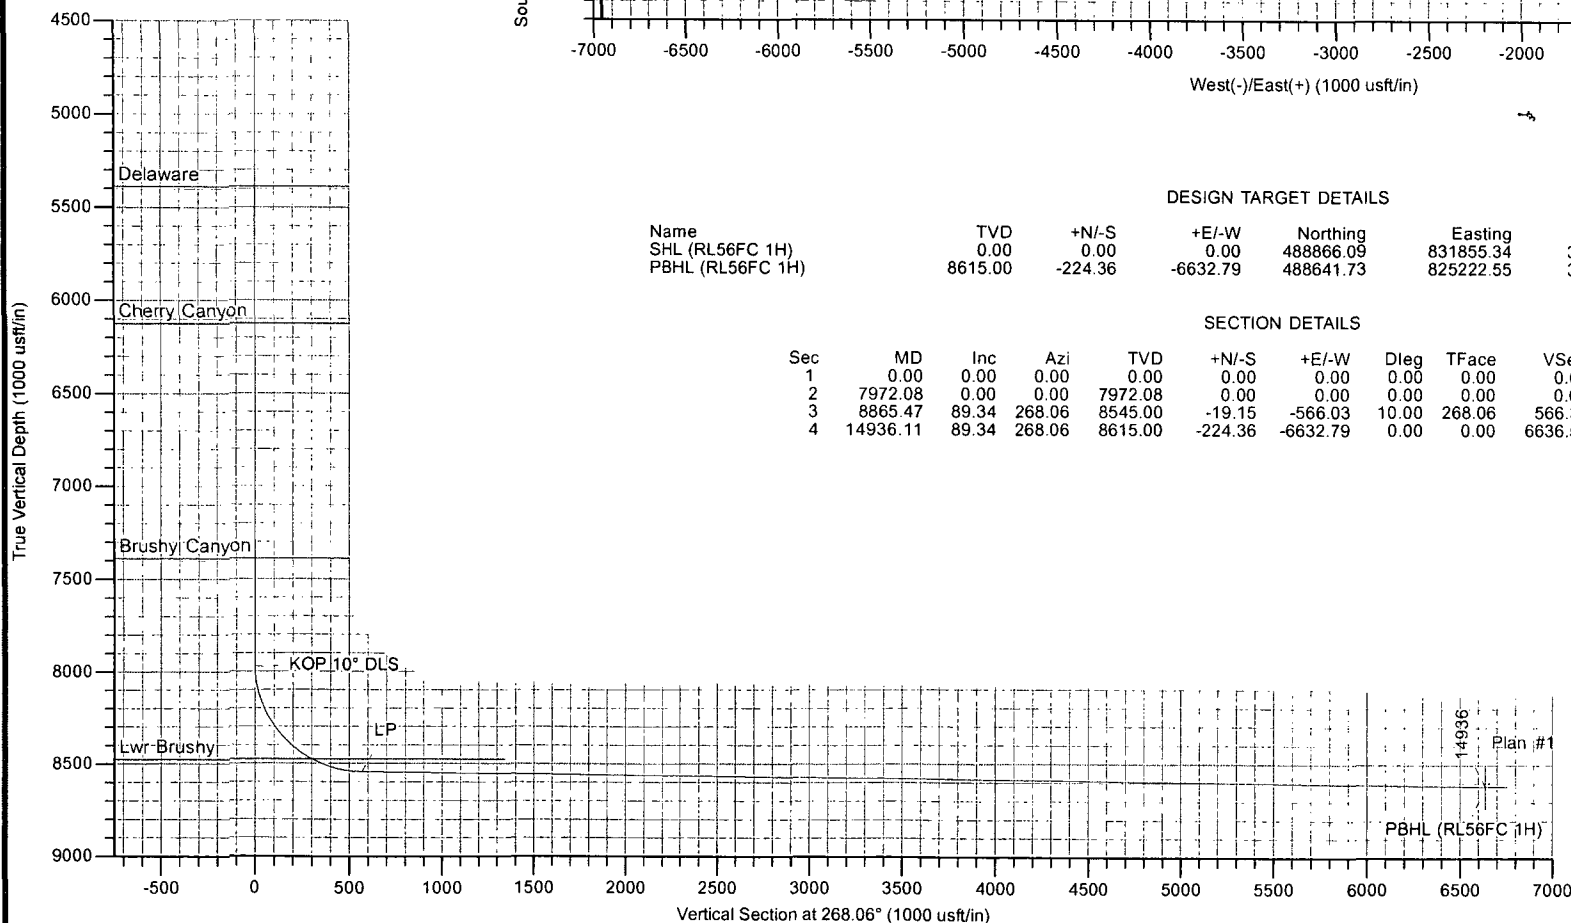 Sou
-7000 -6500 -6000 -5500 -5000 -4500 -4000 -3500 -3000 -2500 -2000
West(-)/East(+) (1000 usft/in)
DESIGN TARGET DETAILS
Name TVD +N/-S +E/-W Northing Easting
SHL (RL56FC 1H) 0.00 0.00 0.00 488866.09 831855.34
PBHL (RL56FC 1H) 8615.00 -224.36 -6632.79 488641.73 825222.55
SECTION DETAILS
Sec MD Inc Azi TVD +N/-S +E/-W Dleg TFace VSe
1 0.00 0.00 0.00 0.00 0.00 0.00 0.00 0.00 0.0
2 7972.08 0.00 0.00 7972.08 0.00 0.00 0.00 0.00 0.0
3 8865.47 89.34 268.06 8545.00 -19.15 -566.03 10.00 268.06 566.
4 14936.11 89.34 268.06 8615.00 -224.36 -6632.79 0.00 0.00 6636.
True Vertical Depth (1000 usft/in)
4500
5000
Delaware
5500
6000
Cherry Canyon
6500
7000
Brushy Canyon
7500
KOP 10° DLS
8000
LP
14936
Plan #1
Lwr Brushy
8500
PBHL (RL56FC 1H)
9000
-500 0 500 1000 1500 2000 2500 3000 3500 4000 4500 5000 5500 6000 6500 7000
Vertical Section at 268.06° (1000 usft/in)